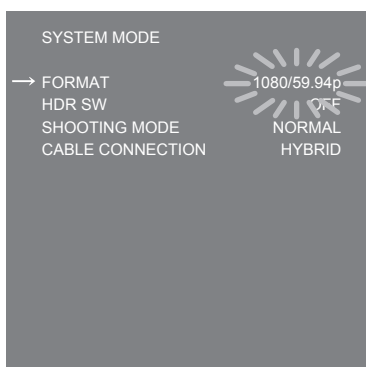 SYSTEM MODE
→ FORMAT 1080/59.94p
HDR SW OFF
SHOOTING MODE NORMAL
CABLE CONNECTION HYBRID